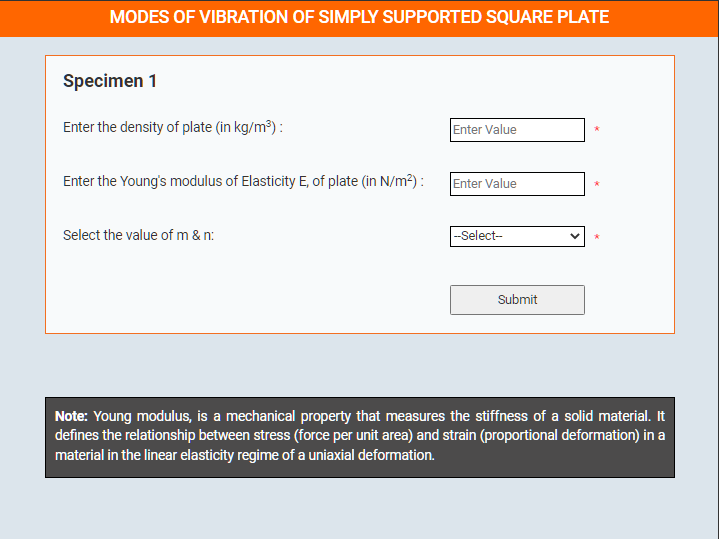 MODES OF VIBRATION OF SIMPLY SUPPORTED SQUARE PLATE
Specimen 1
Enter the density of plate (in kg/m³) :
Enter Value
*
Enter the Young's modulus of Elasticity E, of plate (in N/m²) :
Enter Value
*
Select the value of m & n:
--Select--
*
Submit
Note: Young modulus, is a mechanical property that measures the stiffness of a solid material. It
defines the relationship between stress (force per unit area) and strain (proportional deformation) in a
material in the linear elasticity regime of a uniaxial deformation.